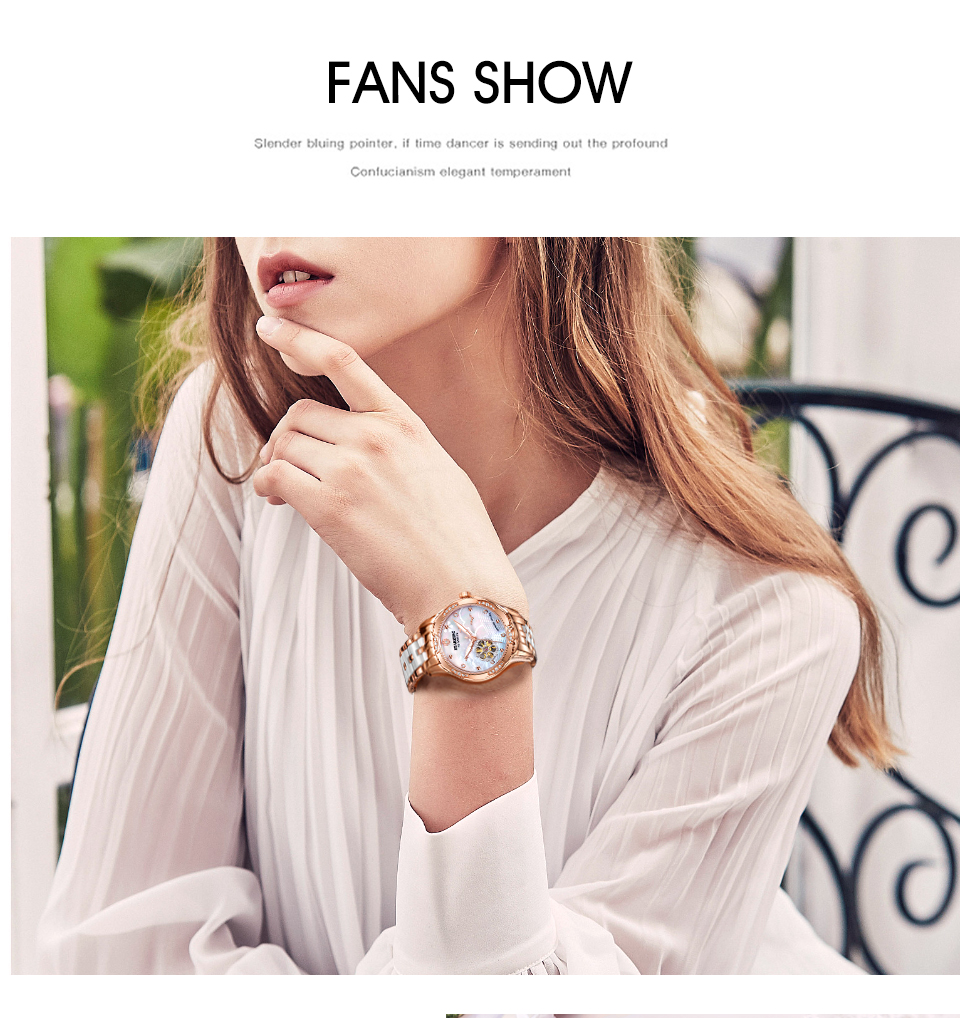 FANS SHOW
Slender bluing pointer, if time dancer is sending out the profound
Confucianism elegant temperament